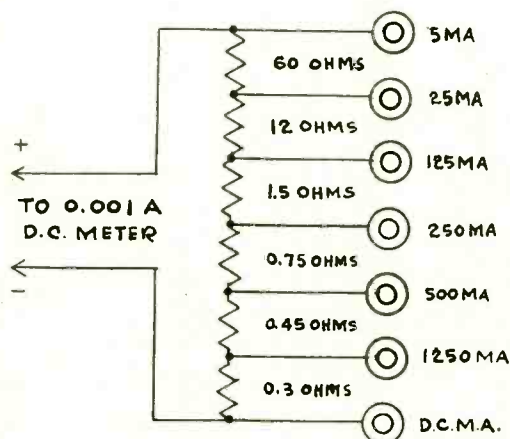 5MA
60 OHMS
25MA
12 OHMS
+
125MA
1.5 OHMS
TO 0.001 A
D.C. METER
250MA
0.75 OHMS
-
500MA
0.45 OHMS
1250MA
0.3 OHMS
D.C.M.A.